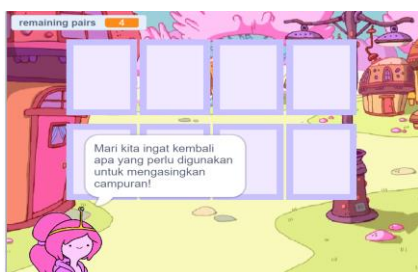 remaining pairs 4
Mari kita ingat kembali
apa yang perlu digunakan
untuk mengasingkan
campuran!